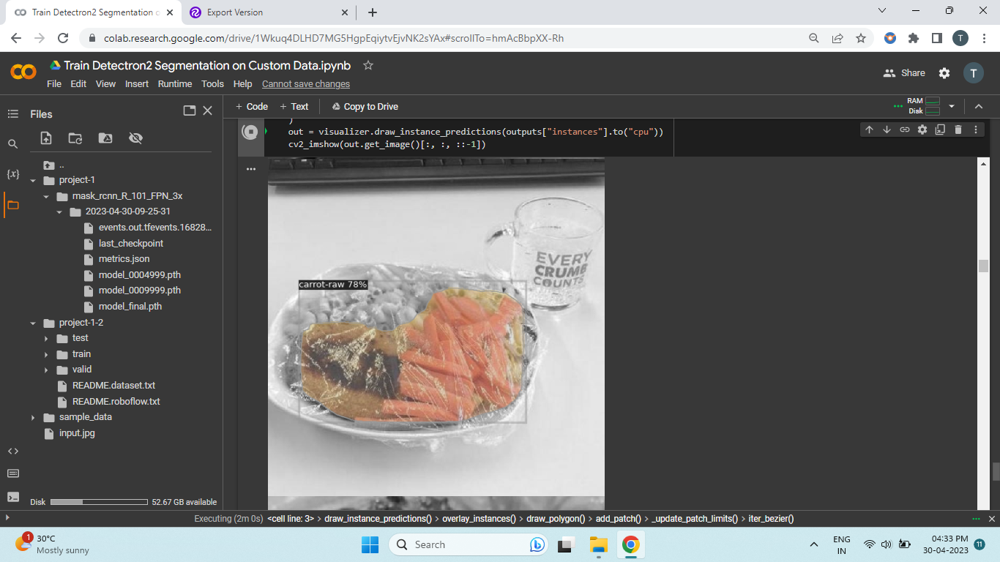 Train Detectron2 Segmentation o
Export Version
colab.research.google.com/drive/1Wkuq4DLHD7MG5HgpEqiytvEjvNK2sYAx#scrollTo=hmAcBbpXX-Rh
T
Train Detectron2 Segmentation on Custom Data.ipynb
File Edit View Insert Runtime Tools Help Cannot save changes
Share
T
Files
+ Code + Text Copy to Drive
RAM
Disk
)
out = visualizer.draw_instance_predictions(outputs["instances"].to("cpu"))
cv2_imshow(out.get_image()[:, :, ::-1])
{x}
..
project-1
mask_rcnn_R_101_FPN_3x
2023-04-30-09-25-31
events.out.tfevents.16828...
last_checkpoint
metrics.json
model_0004999.pth
model_0009999.pth
model_final.pth
project-1-2
test
train
valid
README.dataset.txt
README.roboflow.txt
sample_data
input.jpg
EVERY
CRUMB
COUNTS
carrot-raw 78%
Disk 52.67 GB available
Executing (2m 0s) <cell line: 3> > draw_instance_predictions() > overlay_instances() > draw_polygon() > add_patch() > _update_patch_limits() > iter_bezier()
1
30°C
Mostly sunny
Search
ENG
IN
04:33 PM
30-04-2023
11